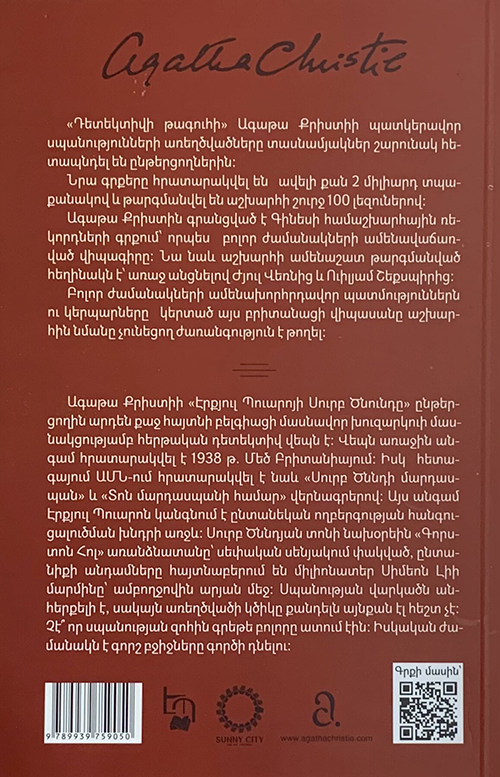 Agatha Christie
«Դետեկտիվի թագուհի» Ագաթա Քրիստիի պատկերավոր
սպանությունների առեղծվածները տասնամյակներ շարունակ հե-
տապնդել են ընթերցողներին։
Նրա գրքերը հրատարակվել են ավելի քան 2 միլիարդ տպա-
քանակով և թարգմանվել են աշխարհի շուրջ 100 լեզուներով։
Ագաթա Քրիստին գրանցված է Գինեսի համաշխարհային ռե-
կորդների գրքում՝ որպես բոլոր ժամանակների ամենավաճառ-
ված վիպագիրը։ Նա նաև աշխարհի ամենաշատ թարգմանված
հեղինակն է՝ առաջ անցնելով Ժյուլ Վեռնից և Ուիլյամ Շեքսպիրից։
Բոլոր ժամանակների ամենախորհրդավոր պատմություններն
ու կերպարները կերտած այս բրիտանացի վիպասանը աշխար-
հին նմանը չունեցող ժառանգություն է թողել։
Ագաթա Քրիստիի «Էրքյուլ Պուարոյի Սուրբ Ծնունդը» ընթեր-
ցողին արդեն քաջ հայտնի բելգիացի մասնավոր խուզարկուի մաս-
նակցությամբ հերթական դետեկտիվ վեպն է։ Վեպն առաջին ան-
գամ հրատարակվել է 1938 թ. Մեծ Բրիտանիայում։ Իսկ հետա-
գայում ԱՄՆ-ում հրատարակվել է նաև «Սուրբ Ծննդի մարդաս-
պան» և «Տոն մարդասպանի համար» վերնագրերով։ Այս անգամ
Էրքյուլ Պուարոն կանգնում է ընտանեկան ողբերգության հանգու-
ցալուծման խնդրի առջև։ Սուրբ Ծննդյան տոնի նախօրեին «Գորս-
տոն Հոլ» առանձնատանը՝ սեփական սենյակում փակված, ընտա-
նիքի անդամները հայտնաբերում են միլիոնատեր Սիմեոն Լիի
մարմինը՝ ամբողջովին արյան մեջ։ Սպանության վարկածն ան-
հերքելի է, սակայն առեղծվածի կծիկը քանդելն այնքան էլ հեշտ չէ։
Չէ՞ որ սպանության զոհին գրեթե բոլորը ատում էին։ Իսկական ժա-
մանակն է գորշ բջիջները գործի դնելու։
Գրքի մասին՝
9 789939 759050
SUNNY CITY
a.
www.agathachristie.com